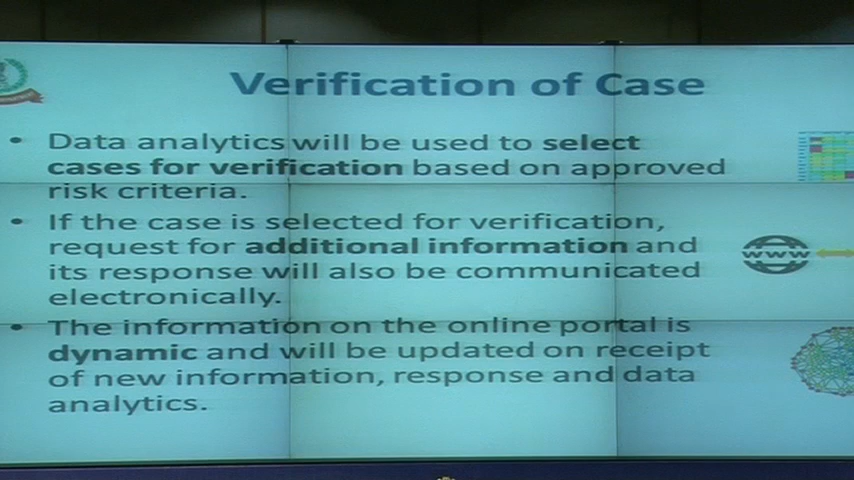 Verification of Case
• Data analytics will be used to select
cases for verification based on approved
risk criteria.
• If the case is selected for verification,
request for additional information and
its response will also be communicated
electronically.
www
• The information on the online portal is
dynamic and will be updated on receipt
of new information, response and data
analytics.